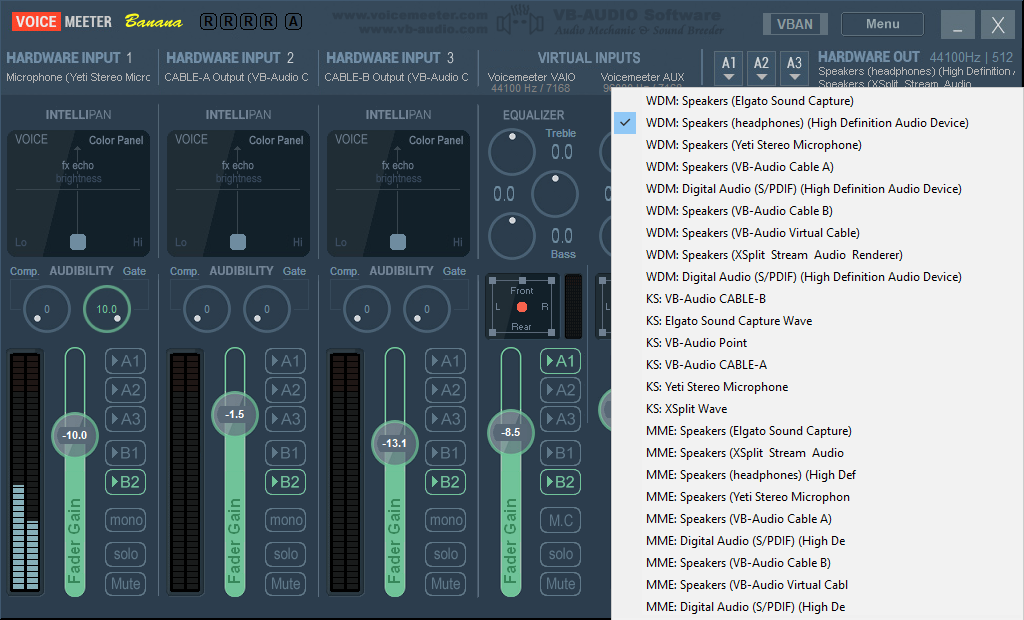 VOICE MEETER Banana R R R R A www.voicemeeter.com VB-AUDIO Software VBAN Menu _ X
www.vb-audio.com Audio Mechanic & Sound Breeder
HARDWARE INPUT 1 HARDWARE INPUT 2 HARDWARE INPUT 3 VIRTUAL INPUTS A1 A2 A3 HARDWARE OUT 44100Hz | 512
Microphone (Yeti Stereo Micro CABLE-A Output (VB-Audio C CABLE-B Output (VB-Audio C Voicemeeter VAIO Voicemeeter AUX Speakers (headphones) (High Definition
44100 Hz / 7168 Speakers (XSplit Stream Audio
INTELLIPAN INTELLIPAN INTELLIPAN EQUALIZER
VOICE Color Panel VOICE Color Panel VOICE Color Panel Treble
fx echo fx echo fx echo 0.0
brightness brightness brightness
0.0
Lo Hi Lo Hi Lo Hi 0.0
Bass
Comp. AUDIBILITY Gate Comp. AUDIBILITY Gate Comp. AUDIBILITY Gate
0 10.0 0 0 0 0
Front
L R
Rear
A1 A1 A1 A1
A2 A2 A2 A2
A3 A3 A3 A3
-10.0 -1.5 -13.1 -8.5
B1 B1 B1 B1
B2 B2 B2 B2
Fader Gain Fader Gain Fader Gain Fader Gain
mono mono mono M.C
solo solo solo solo
Mute Mute Mute Mute
WDM: Speakers (Elgato Sound Capture)
WDM: Speakers (headphones) (High Definition Audio Device)
WDM: Speakers (Yeti Stereo Microphone)
WDM: Speakers (VB-Audio Cable A)
WDM: Digital Audio (S/PDIF) (High Definition Audio Device)
WDM: Speakers (VB-Audio Cable B)
WDM: Speakers (VB-Audio Virtual Cable)
WDM: Speakers (XSplit Stream Audio Renderer)
WDM: Digital Audio (S/PDIF) (High Definition Audio Device)
KS: VB-Audio CABLE-B
KS: Elgato Sound Capture Wave
KS: VB-Audio Point
KS: VB-Audio CABLE-A
KS: Yeti Stereo Microphone
KS: XSplit Wave
MME: Speakers (Elgato Sound Capture)
MME: Speakers (XSplit Stream Audio
MME: Speakers (headphones) (High Def
MME: Speakers (Yeti Stereo Microphon
MME: Speakers (VB-Audio Cable A)
MME: Digital Audio (S/PDIF) (High De
MME: Speakers (VB-Audio Cable B)
MME: Speakers (VB-Audio Virtual Cabl
MME: Digital Audio (S/PDIF) (High De